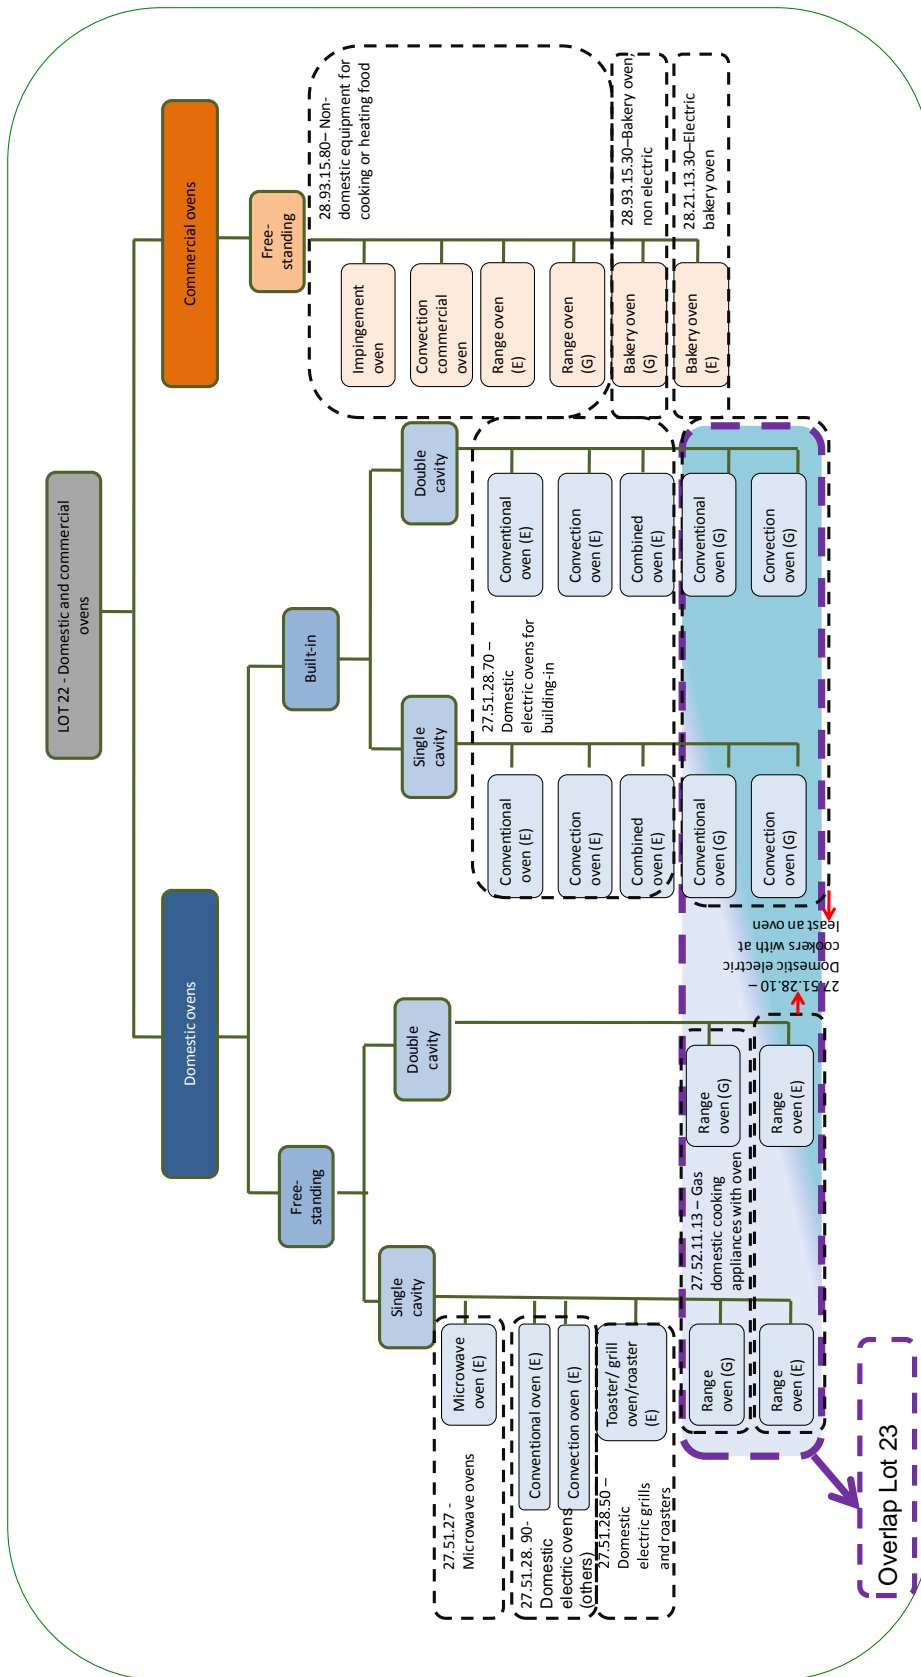 LOT 22 - Domestic and commercial
ovens
Domestic ovens
Commercial ovens
Free-
standing
Built-in
Free-
standing
Single
cavity
Double
cavity
Single
cavity
Double
cavity
27.51.27 -
Microwave ovens
Microwave
oven (E)
27.51.28. 90-
Domestic
electric ovens
(others)
Conventional oven (E)
Convection oven (E)
27.51.28.50 –
Domestic
electric grills
and roasters
Toaster/ grill
oven/roaster
(E)
Range
oven (G)
27.52.11.13 – Gas
domestic cooking
appliances with oven
Range
oven (G)
Range
oven (E)
Range
oven (E)
27.51.28.10 –
Domestic electric
cookers with at
least an oven
27.51.28.70 –
Domestic
electric ovens for
building-in
Conventional
oven (E)
Convection
oven (E)
Combined
oven (E)
Conventional
oven (G)
Convection
oven (G)
Conventional
oven (E)
Convection
oven (E)
Combined
oven (E)
Conventional
oven (G)
Convection
oven (G)
28.93.15.80– Non-
domestic equipment for
cooking or heating food
Impingement
oven
Convection
commercial
oven
Range oven
(E)
Range oven
(G)
Bakery oven
(G)
28.93.15.30–Bakery oven,
non electric
Bakery oven
(E)
28.21.13.30–Electric
bakery oven
Overlap Lot 23